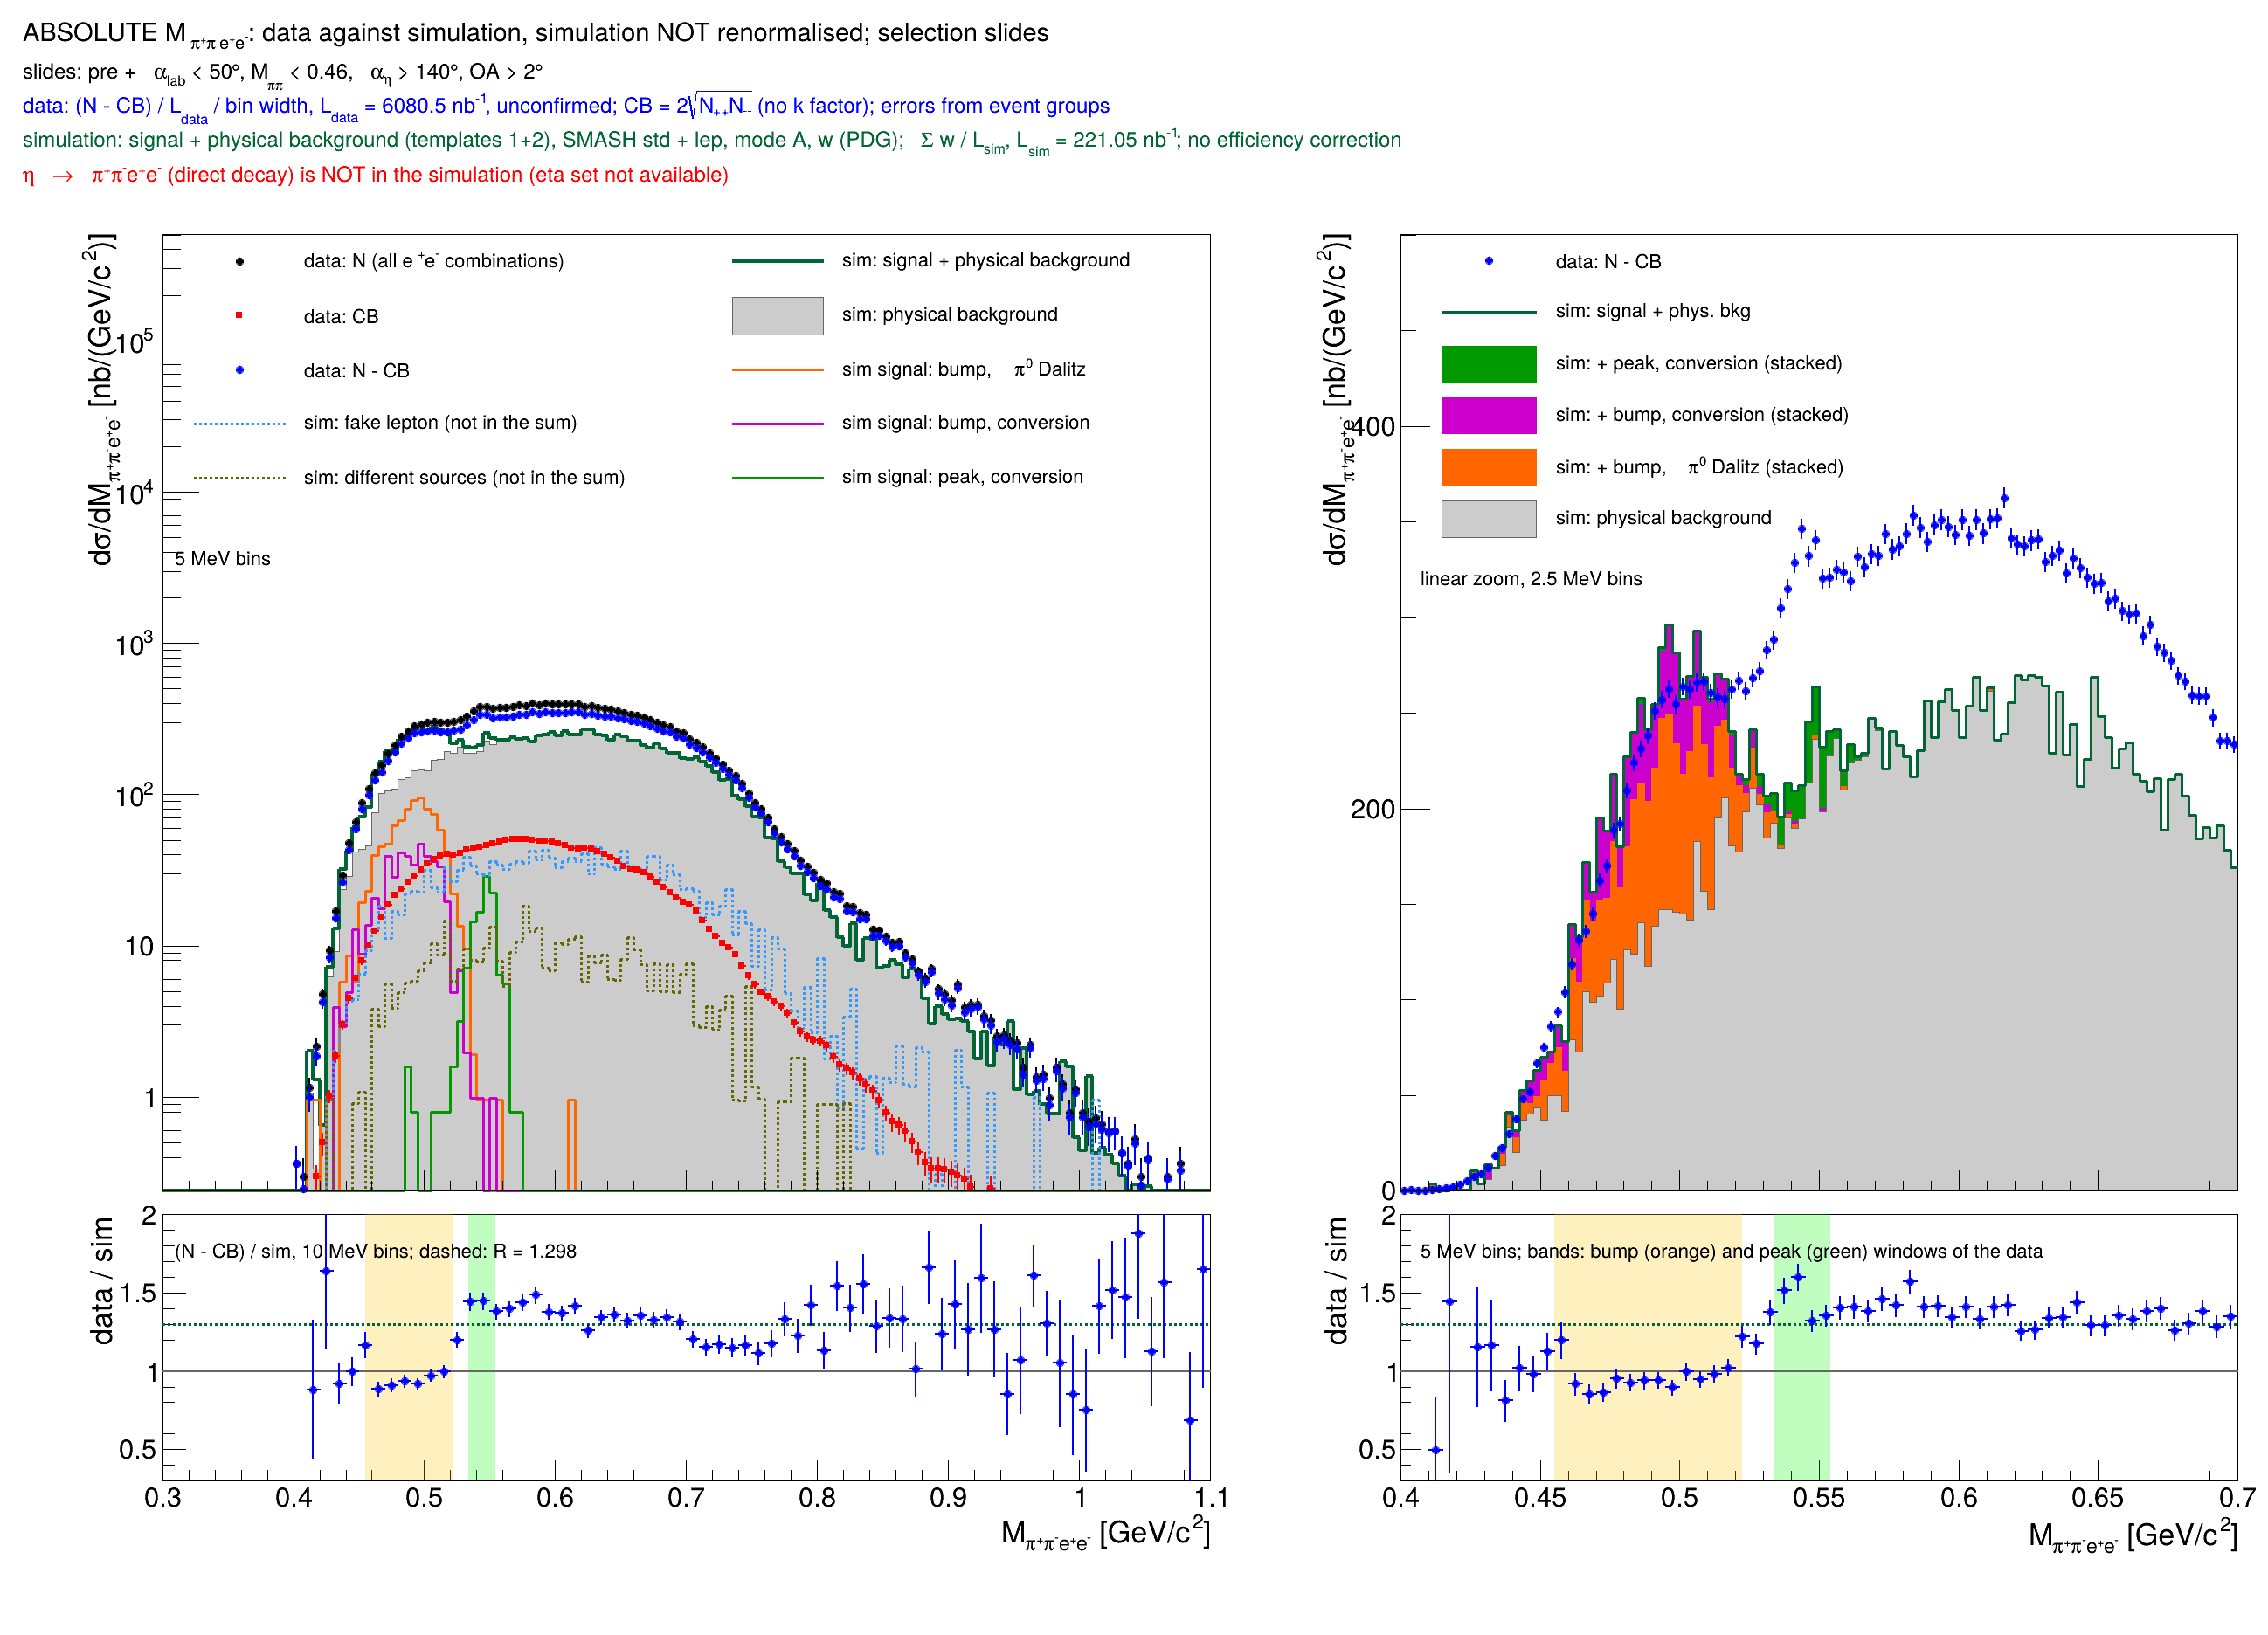 ABSOLUTE M π⁺π⁻e⁺e⁻: data against simulation, simulation NOT renormalised; selection slides
slides: pre + α_lab < 50°, M_ππ < 0.46, α_η > 140°, OA > 2°
data: (N - CB) / L_data / bin width, L_data = 6080.5 nb⁻¹, unconfirmed; CB = 2√N₊₊N₋₋ (no k factor); errors from event groups
simulation: signal + physical background (templates 1+2), SMASH std + lep, mode A, w (PDG); Σ w / L_sim, L_sim = 221.05 nb⁻¹; no efficiency correction
η → π⁺π⁻e⁺e⁻ (direct decay) is NOT in the simulation (eta set not available)
dσ/dM π⁺π⁻e⁺e⁻ [nb/(GeV/c²)]
data: N (all e⁺e⁻ combinations)
data: CB
data: N - CB
sim: fake lepton (not in the sum)
sim: different sources (not in the sum)
sim: signal + physical background
sim: physical background
sim signal: bump, π⁰ Dalitz
sim signal: bump, conversion
sim signal: peak, conversion
5 MeV bins
10⁵
10⁴
10³
10²
10
1
data / sim
(N - CB) / sim, 10 MeV bins; dashed: R = 1.298
2
1.5
1
0.5
0.3 0.4 0.5 0.6 0.7 0.8 0.9 1 1.1
M π⁺π⁻e⁺e⁻ [GeV/c²]
dσ/dM π⁺π⁻e⁺e⁻ [nb/(GeV/c²)]
data: N - CB
sim: signal + phys. bkg
sim: + peak, conversion (stacked)
sim: + bump, conversion (stacked)
sim: + bump, π⁰ Dalitz (stacked)
sim: physical background
linear zoom, 2.5 MeV bins
400
200
0
data / sim
5 MeV bins; bands: bump (orange) and peak (green) windows of the data
2
1.5
1
0.5
0.4 0.45 0.5 0.55 0.6 0.65 0.7
M π⁺π⁻e⁺e⁻ [GeV/c²]